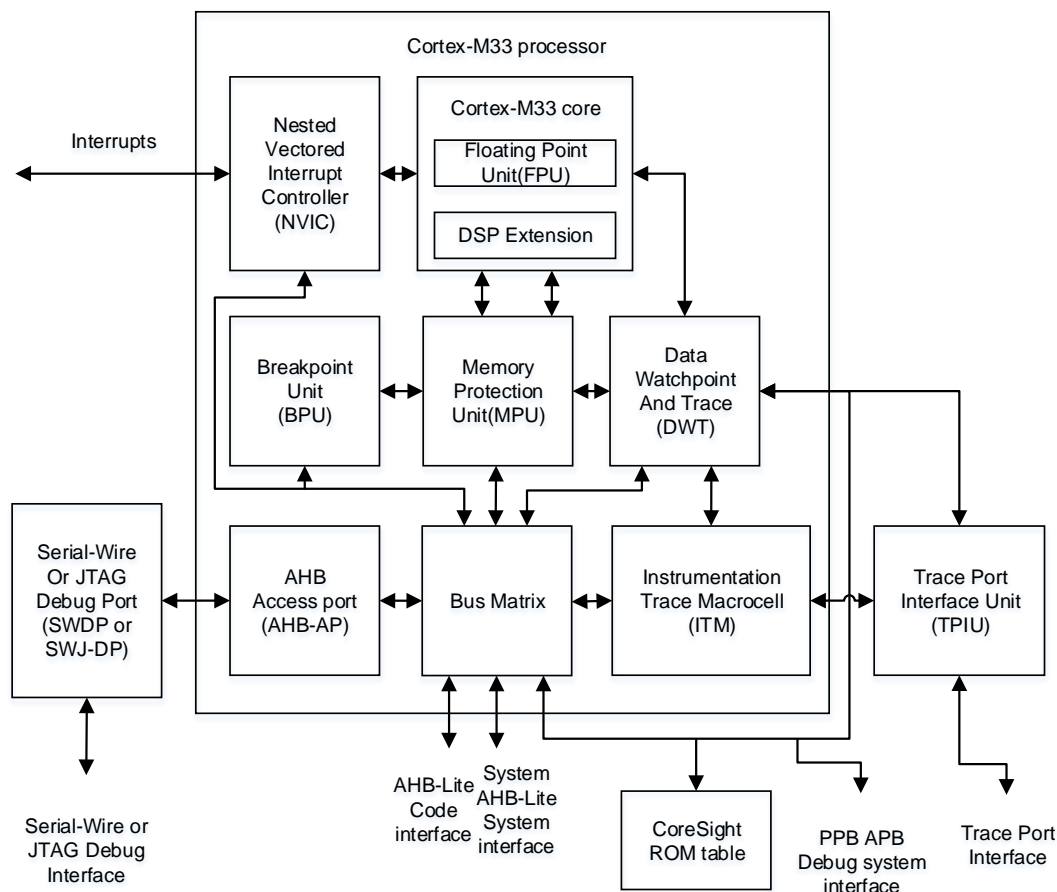 Cortex-M33 processor
Interrupts
Nested
Vectored
Interrupt
Controller
(NVIC)
Cortex-M33 core
Floating Point
Unit(FPU)
DSP Extension
Breakpoint
Unit
(BPU)
Memory
Protection
Unit(MPU)
Data
Watchpoint
And Trace
(DWT)
Serial-Wire
Or JTAG
Debug Port
(SWDP or
SWJ-DP)
AHB
Access port
(AHB-AP)
Bus Matrix
Instrumentation
Trace Macrocell
(ITM)
Trace Port
Interface Unit
(TPIU)
Serial-Wire or
JTAG Debug
Interface
AHB-Lite
Code
interface
System
AHB-Lite
System
interface
CoreSight
ROM table
PPB APB
Debug system
interface
Trace Port
Interface